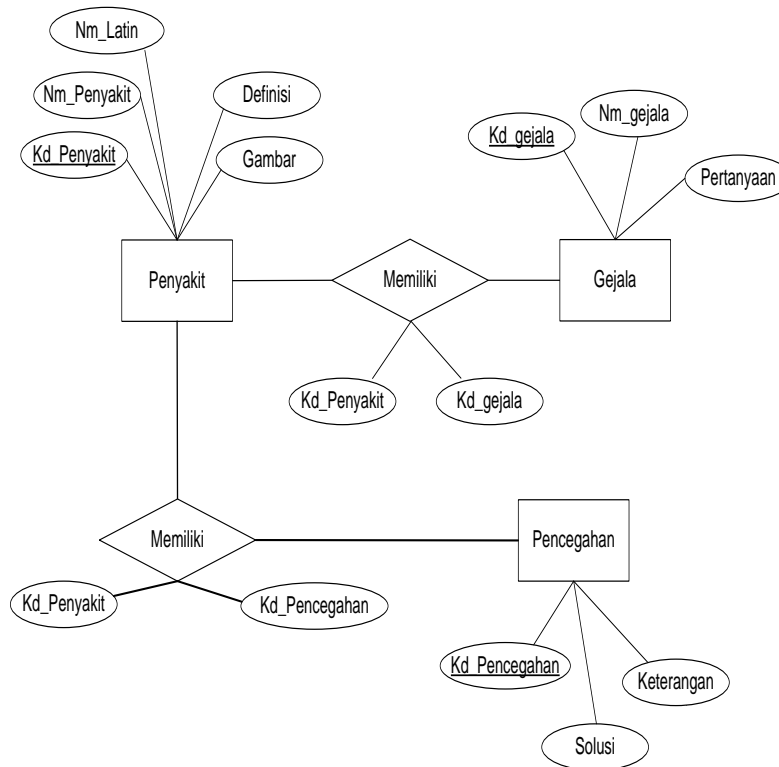 Nm_Latin
Nm_Penyakit
Definisi
Kd_Penyakit
Gambar
Nm_gejala
Kd_gejala
Pertanyaan
Penyakit
Memiliki
Gejala
Kd_Penyakit
Kd_gejala
Memiliki
Pencegahan
Kd_Penyakit
Kd_Pencegahan
Kd_Pencegahan
Keterangan
Solusi